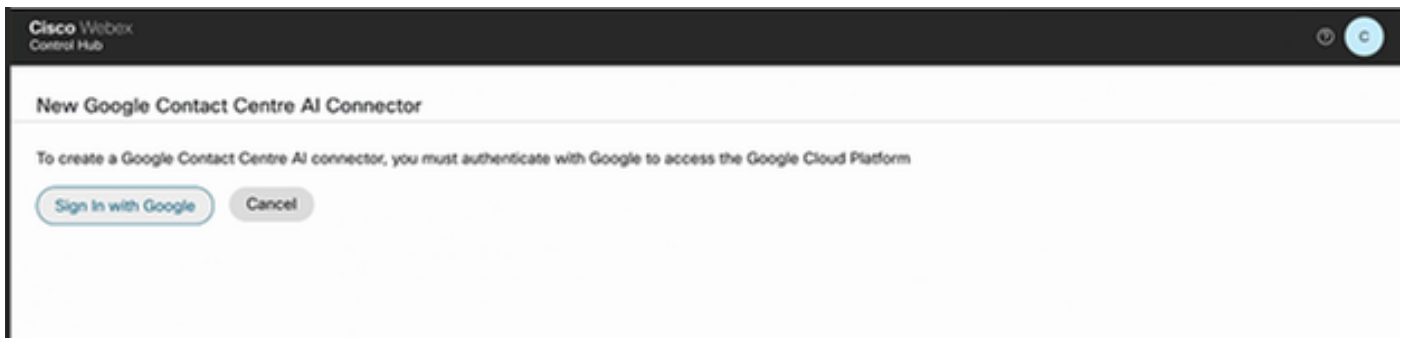 Cisco Webex
Control Hub
C
New Google Contact Centre AI Connector
To create a Google Contact Centre AI connector, you must authenticate with Google to access the Google Cloud Platform
Sign In with Google
Cancel